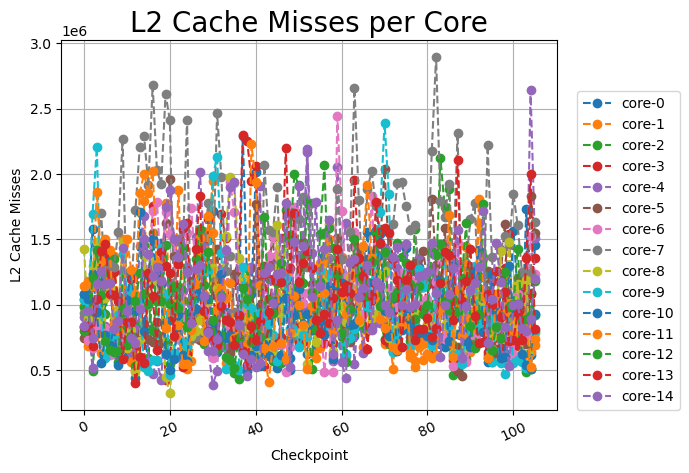 L2 Cache Misses per Core
1e6
3.0
2.5
2.0
1.5
1.0
0.5
L2 Cache Misses
0
20
40
60
80
100
Checkpoint
core-0
core-1
core-2
core-3
core-4
core-5
core-6
core-7
core-8
core-9
core-10
core-11
core-12
core-13
core-14